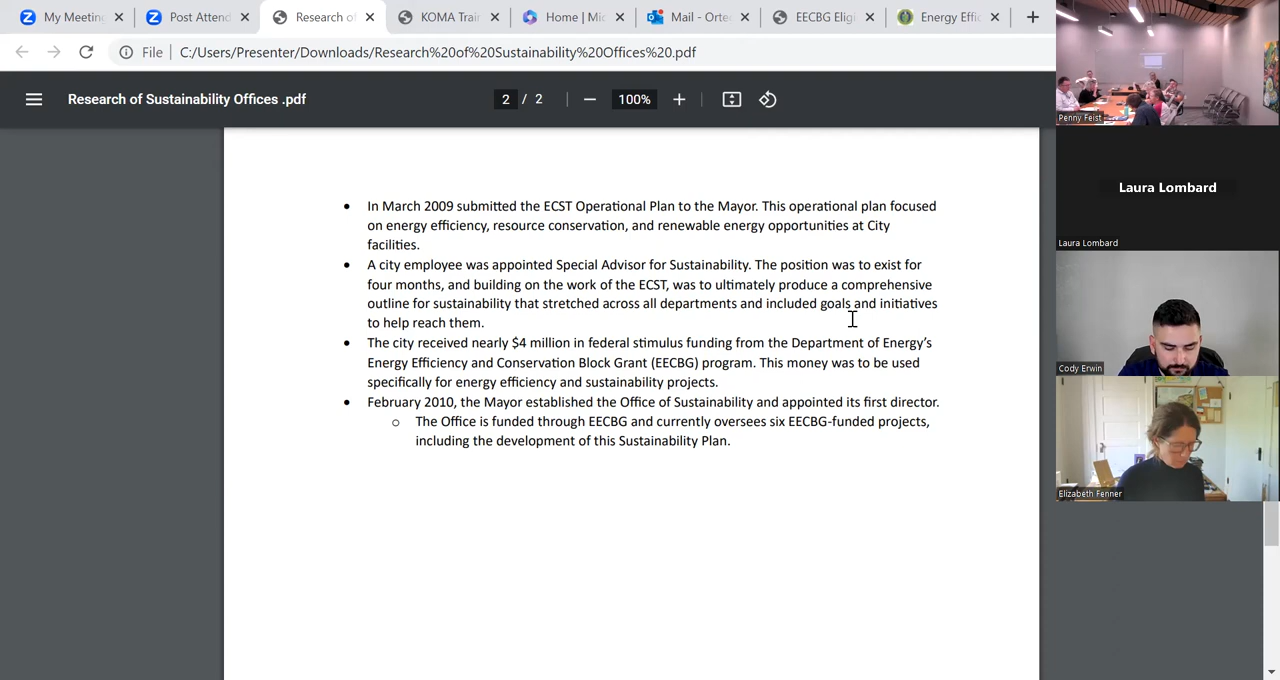 My Meeting
Post Attend
Research of
KOMA Trai
Home | Mic
Mail - Orte
EECBG Elig
Energy Effic
File
C:/Users/Presenter/Downloads/Research%20of%20Sustainability%20Offices%20.pdf
Research of Sustainability Offices .pdf
2 / 2
100%
• In March 2009 submitted the ECST Operational Plan to the Mayor. This operational plan focused
on energy efficiency, resource conservation, and renewable energy opportunities at City
facilities.
• A city employee was appointed Special Advisor for Sustainability. The position was to exist for
four months, and building on the work of the ECST, was to ultimately produce a comprehensive
outline for sustainability that stretched across all departments and included goals and initiatives
to help reach them.
• The city received nearly $4 million in federal stimulus funding from the Department of Energy’s
Energy Efficiency and Conservation Block Grant (EECBG) program. This money was to be used
specifically for energy efficiency and sustainability projects.
• February 2010, the Mayor established the Office of Sustainability and appointed its first director.
o The Office is funded through EECBG and currently oversees six EECBG-funded projects,
including the development of this Sustainability Plan.
Penny Feist
Laura Lombard
Laura Lombard
Cody Erwin
Elizabeth Fenner